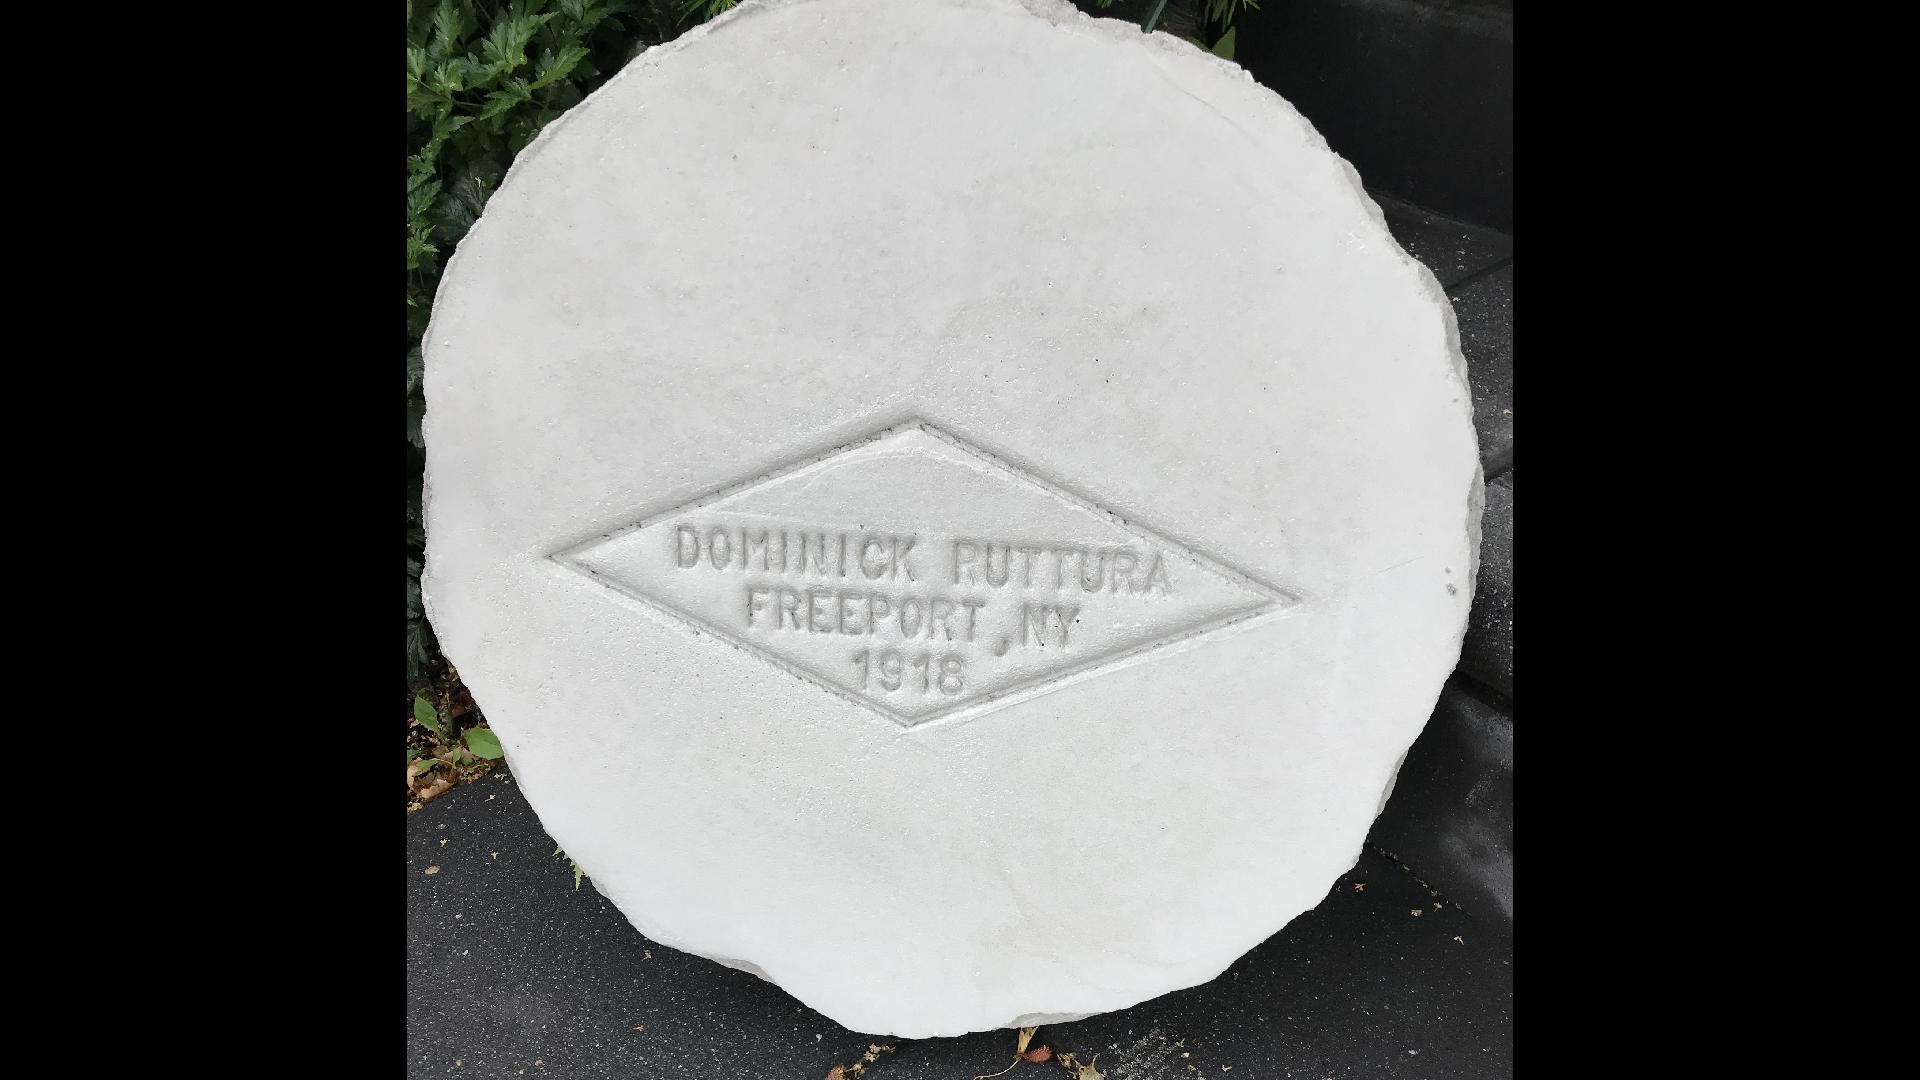 DOMINICK RUTTURA
FREEPORT, NY
1918